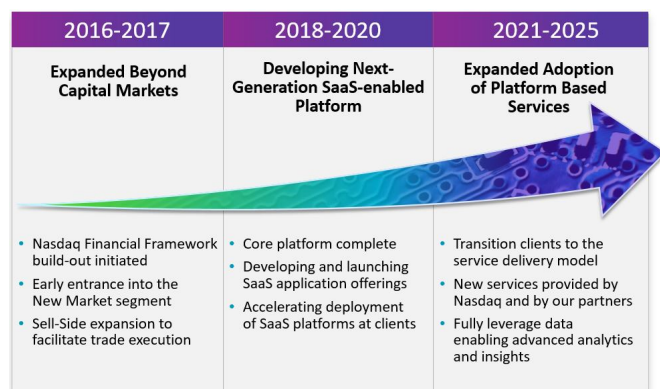 2016-2017
Expanded Beyond
Capital Markets
• Nasdaq Financial Framework
build-out initiated
• Early entrance into the
New Market segment
• Sell-Side expansion to
facilitate trade execution
2018-2020
Developing Next-
Generation SaaS-enabled
Platform
• Core platform complete
• Developing and launching
SaaS application offerings
• Accelerating deployment
of SaaS platforms at clients
2021-2025
Expanded Adoption
of Platform Based
Services
• Transition clients to the
service delivery model
• New services provided by
Nasdaq and by our partners
• Fully leverage data
enabling advanced analytics
and insights